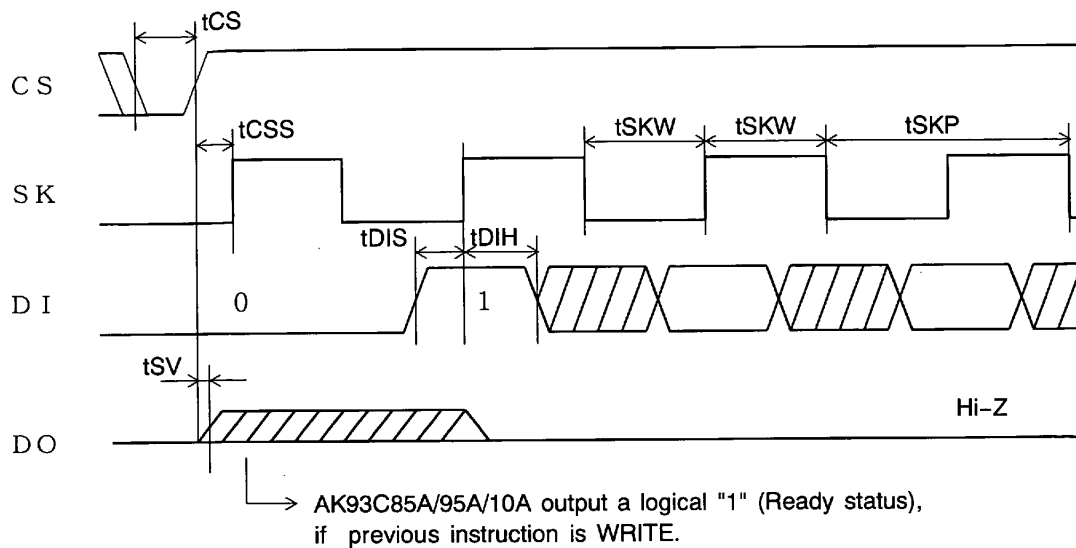 tCS
CS
tCSS
tSKW tSKW tSKP
SK
tDIS tDIH
DI 0 1
tSV
Hi-Z
DO
AK93C85A/95A/10A output a logical "1" (Ready status),
if previous instruction is WRITE.